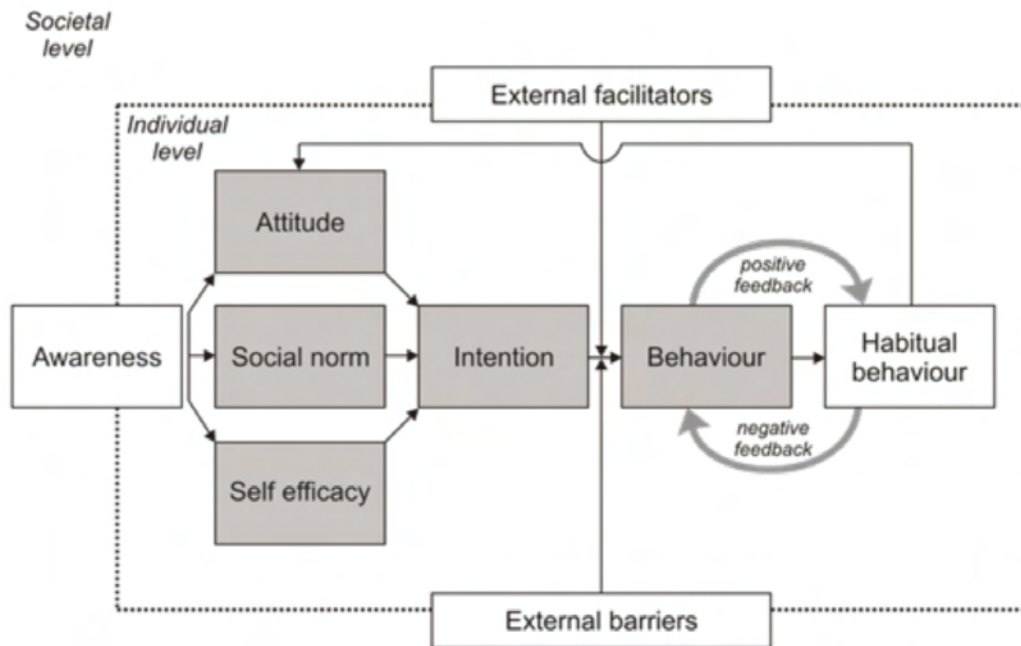 Societal
level
External facilitators
Individual
level
Attitude
positive
feedback
Awareness
Social norm
Intention
Behaviour
Habitual
behaviour
negative
feedback
Self efficacy
External barriers